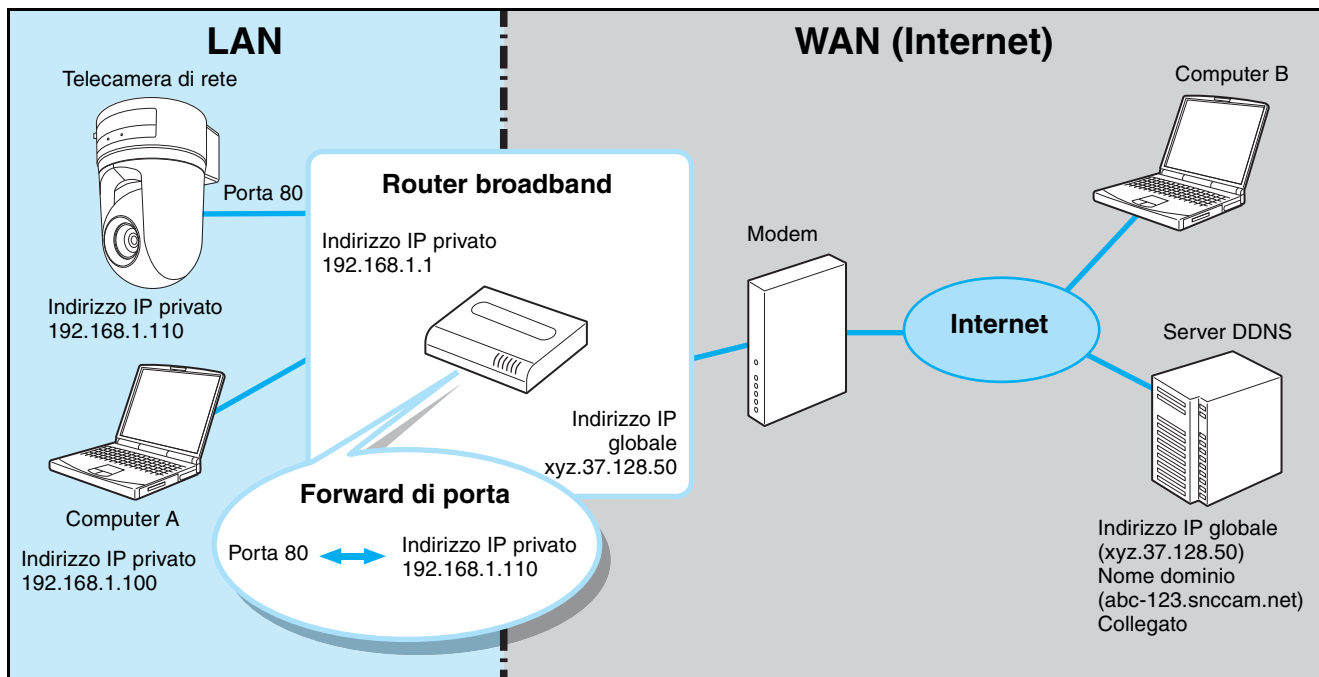 LAN
WAN (Internet)
Telecamera di rete
Computer B
Porta 80
Router broadband
Indirizzo IP privato
192.168.1.1
Modem
Indirizzo IP privato
192.168.1.110
Internet
Server DDNS
Indirizzo IP
globale
xyz.37.128.50
Forward di porta
Computer A
Porta 80
Indirizzo IP privato
192.168.1.110
Indirizzo IP privato
192.168.1.100
Indirizzo IP globale
(xyz.37.128.50)
Nome dominio
(abc-123.snccam.net)
Collegato